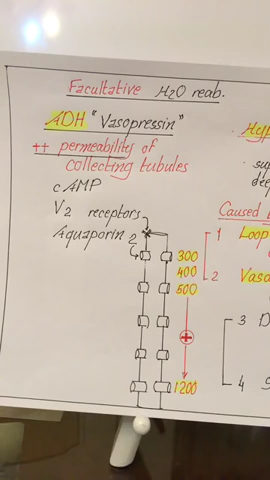 Facultative H2O reab.
ADH "Vasopressin"
++ permeability of
collecting tubules
cAMP
V2 receptors
Aquaporin 2
300
400
500
+
1200
Caused
1 Loop
2 Vaso
3 D
4